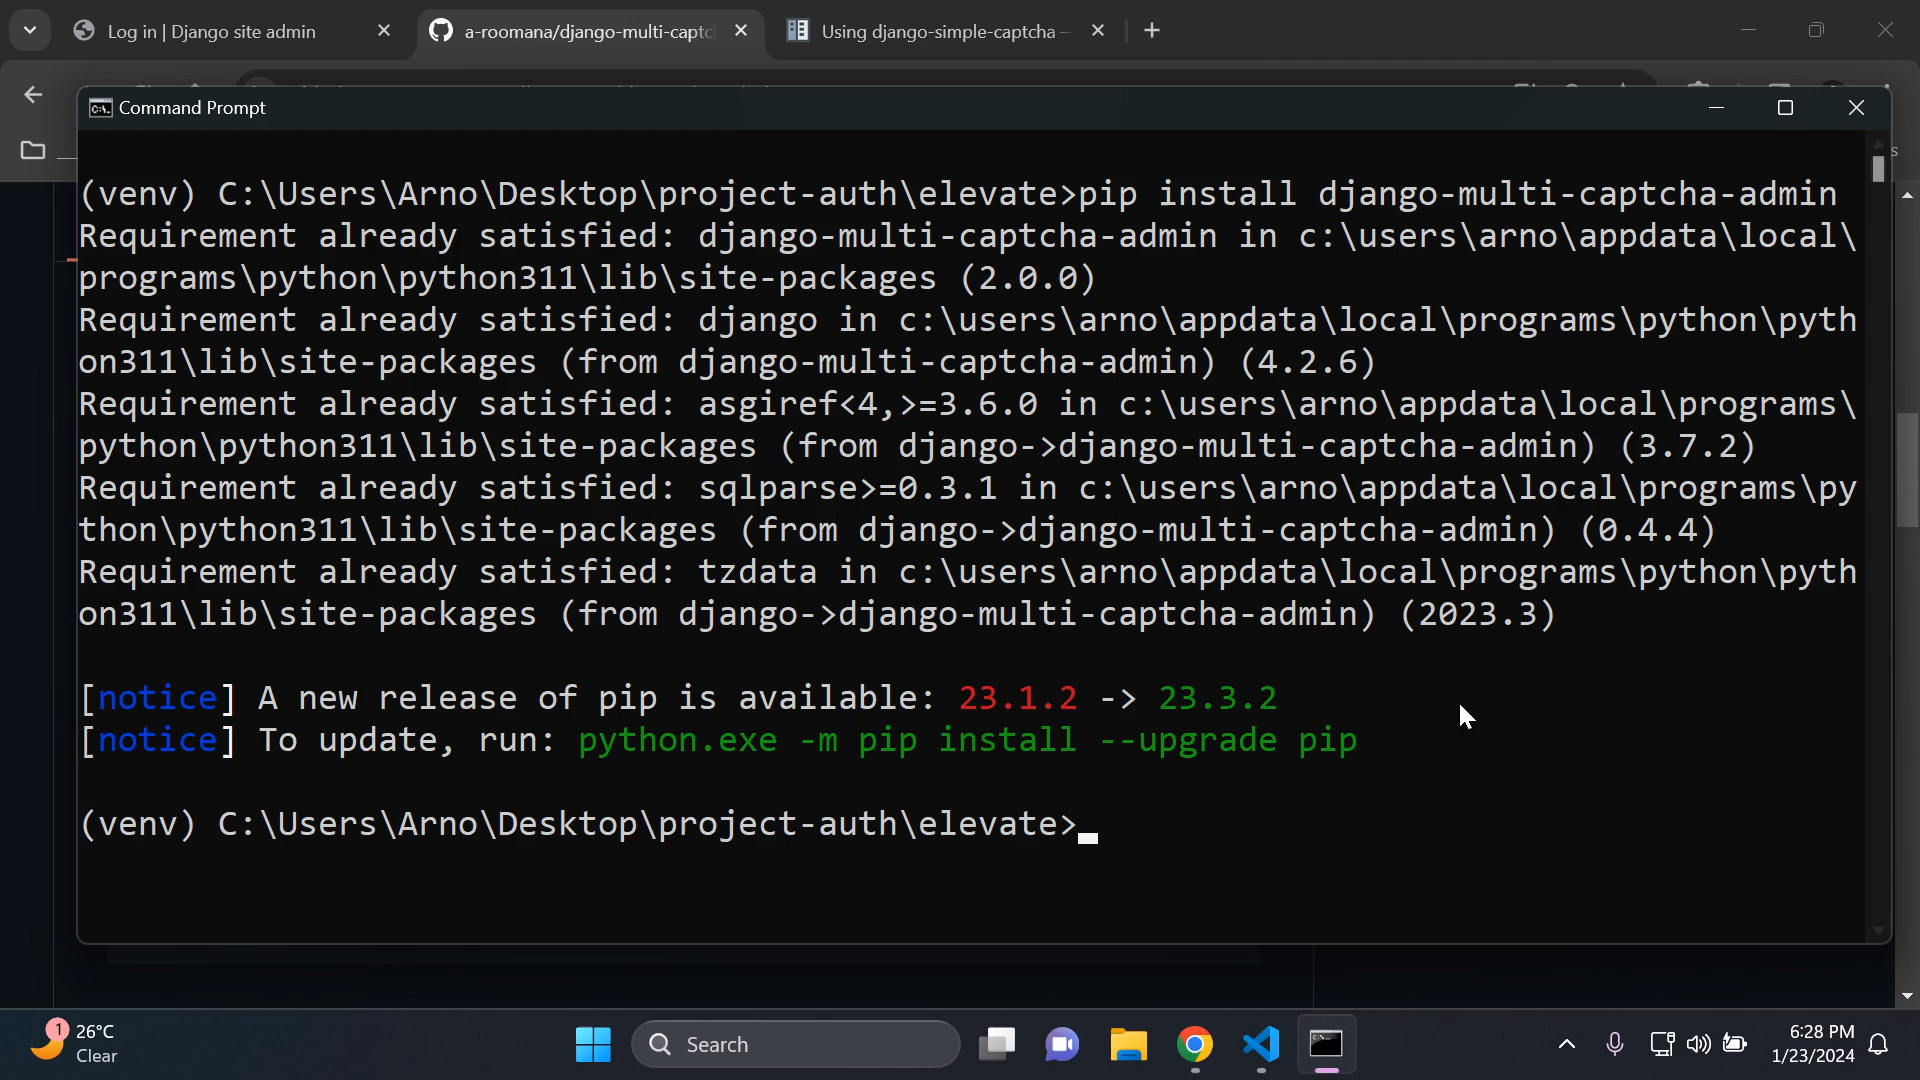 Log in | Django site admin
a-roomana/django-multi-captc
Using django-simple-captcha –
Command Prompt
(venv) C:\Users\Arno\Desktop\project-auth\elevate>pip install django-multi-captcha-admin
Requirement already satisfied: django-multi-captcha-admin in c:\users\arno\appdata\local\
programs\python\python311\lib\site-packages (2.0.0)
Requirement already satisfied: django in c:\users\arno\appdata\local\programs\python\pyth
on311\lib\site-packages (from django-multi-captcha-admin) (4.2.6)
Requirement already satisfied: asgiref<4,>=3.6.0 in c:\users\arno\appdata\local\programs\
python\python311\lib\site-packages (from django->django-multi-captcha-admin) (3.7.2)
Requirement already satisfied: sqlparse>=0.3.1 in c:\users\arno\appdata\local\programs\py
thon\python311\lib\site-packages (from django->django-multi-captcha-admin) (0.4.4)
Requirement already satisfied: tzdata in c:\users\arno\appdata\local\programs\python\pyth
on311\lib\site-packages (from django->django-multi-captcha-admin) (2023.3)
[notice] A new release of pip is available: 23.1.2 -> 23.3.2
[notice] To update, run: python.exe -m pip install --upgrade pip
(venv) C:\Users\Arno\Desktop\project-auth\elevate>
1
26°C
Clear
Search
6:28 PM
1/23/2024